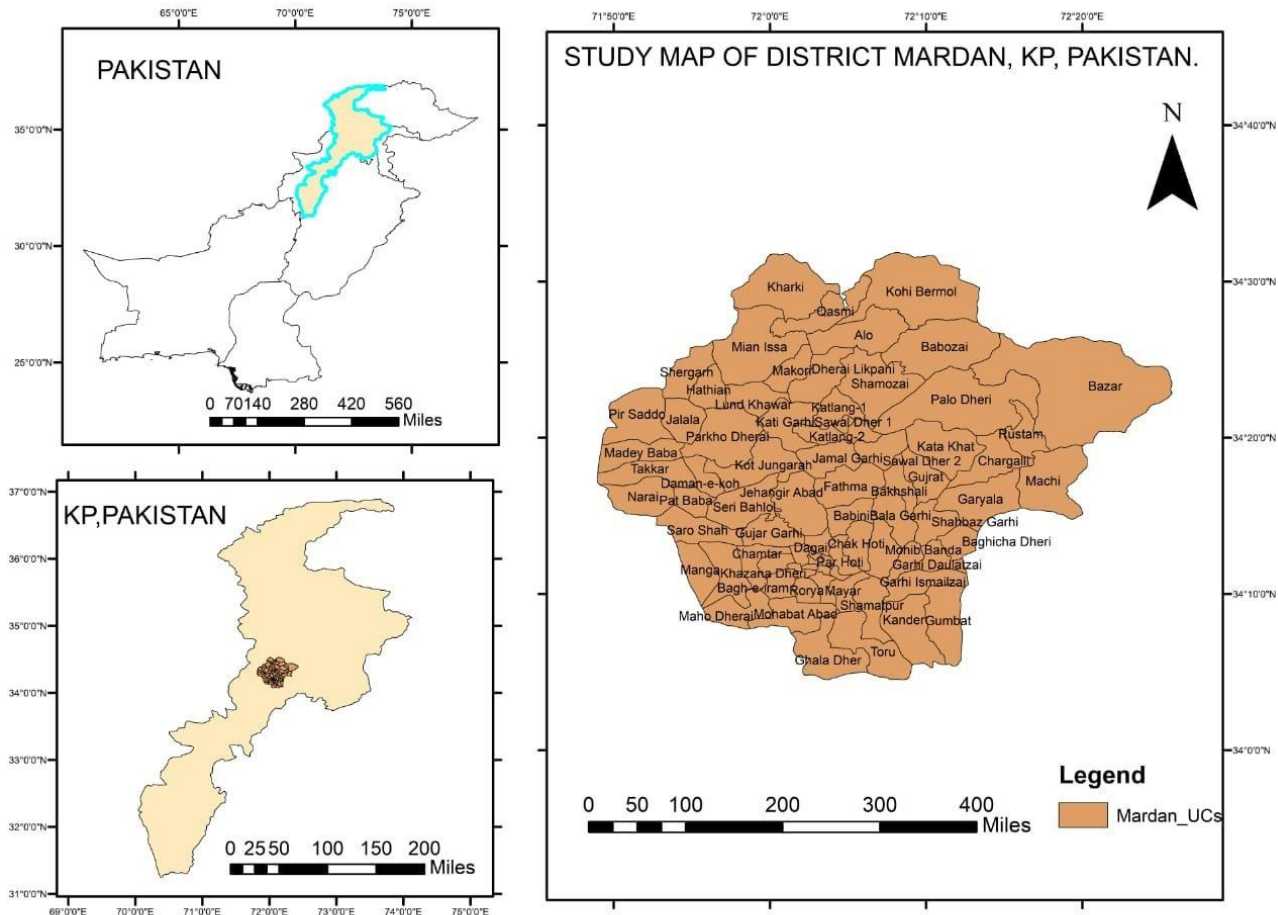 65°0'0"E 70°0'0"E 75°0'0"E
PAKISTAN
35°0'0"N
30°0'0"N
25°0'0"N
0 70 140 280 420 560
Miles
37°0'0"N
KP,PAKISTAN
36°0'0"N
35°0'0"N
34°0'0"N
33°0'0"N
32°0'0"N
31°0'0"N
0 25 50 100 150 200
Miles
69°0'0"E 70°0'0"E 71°0'0"E 72°0'0"E 73°0'0"E 74°0'0"E 75°0'0"E
71°50'0"E 72°0'0"E 72°10'0"E 72°20'0"E
STUDY MAP OF DISTRICT MARDAN, KP, PAKISTAN.
N
34°40'0"N
34°30'0"N
34°20'0"N
34°10'0"N
34°0'0"N
Kharki
Kohi Bermol
Qasmi
Alo
Mian Issa
Babozai
Shergarh
Makori
Dherai Likpani
Bazar
Hathian
Shamozai
Lund Khawar
Katlang-1
Palo Dheri
Pir Saddo
Jalala
Kati Garhi
Sawal Dher 1
Parkho Dherai
Katlang-2
Rustam
Madey Baba
Kata Khat
Takkar
Kot Jungarah
Jamal Garhi
Sawal Dher 2
Chargalli
Gujrat
Machi
Daman-e-koh
Narai
Pat Baba
Jehangir Abad
Fathma
Bakhshali
Garyala
Seri Bahlol
Babini
Bala Garhi
Shahbaz Garhi
Saro Shah
Gujar Garhi
Baghicha Dheri
Chamtar
Dagai
Chak Hoti
Mohib Banda
Par Hoti
Garhi Daulatzai
Manga
Khazana Dheri
Garhi Ismailzai
Bagh-e-iram
Rorya
Mayar
Shamatpur
Maho Dherai
Mohabat Abad
Kander
Gumbat
Toru
Ghala Dher
Legend
Mardan_UCs
0 50 100 200 300 400
Miles